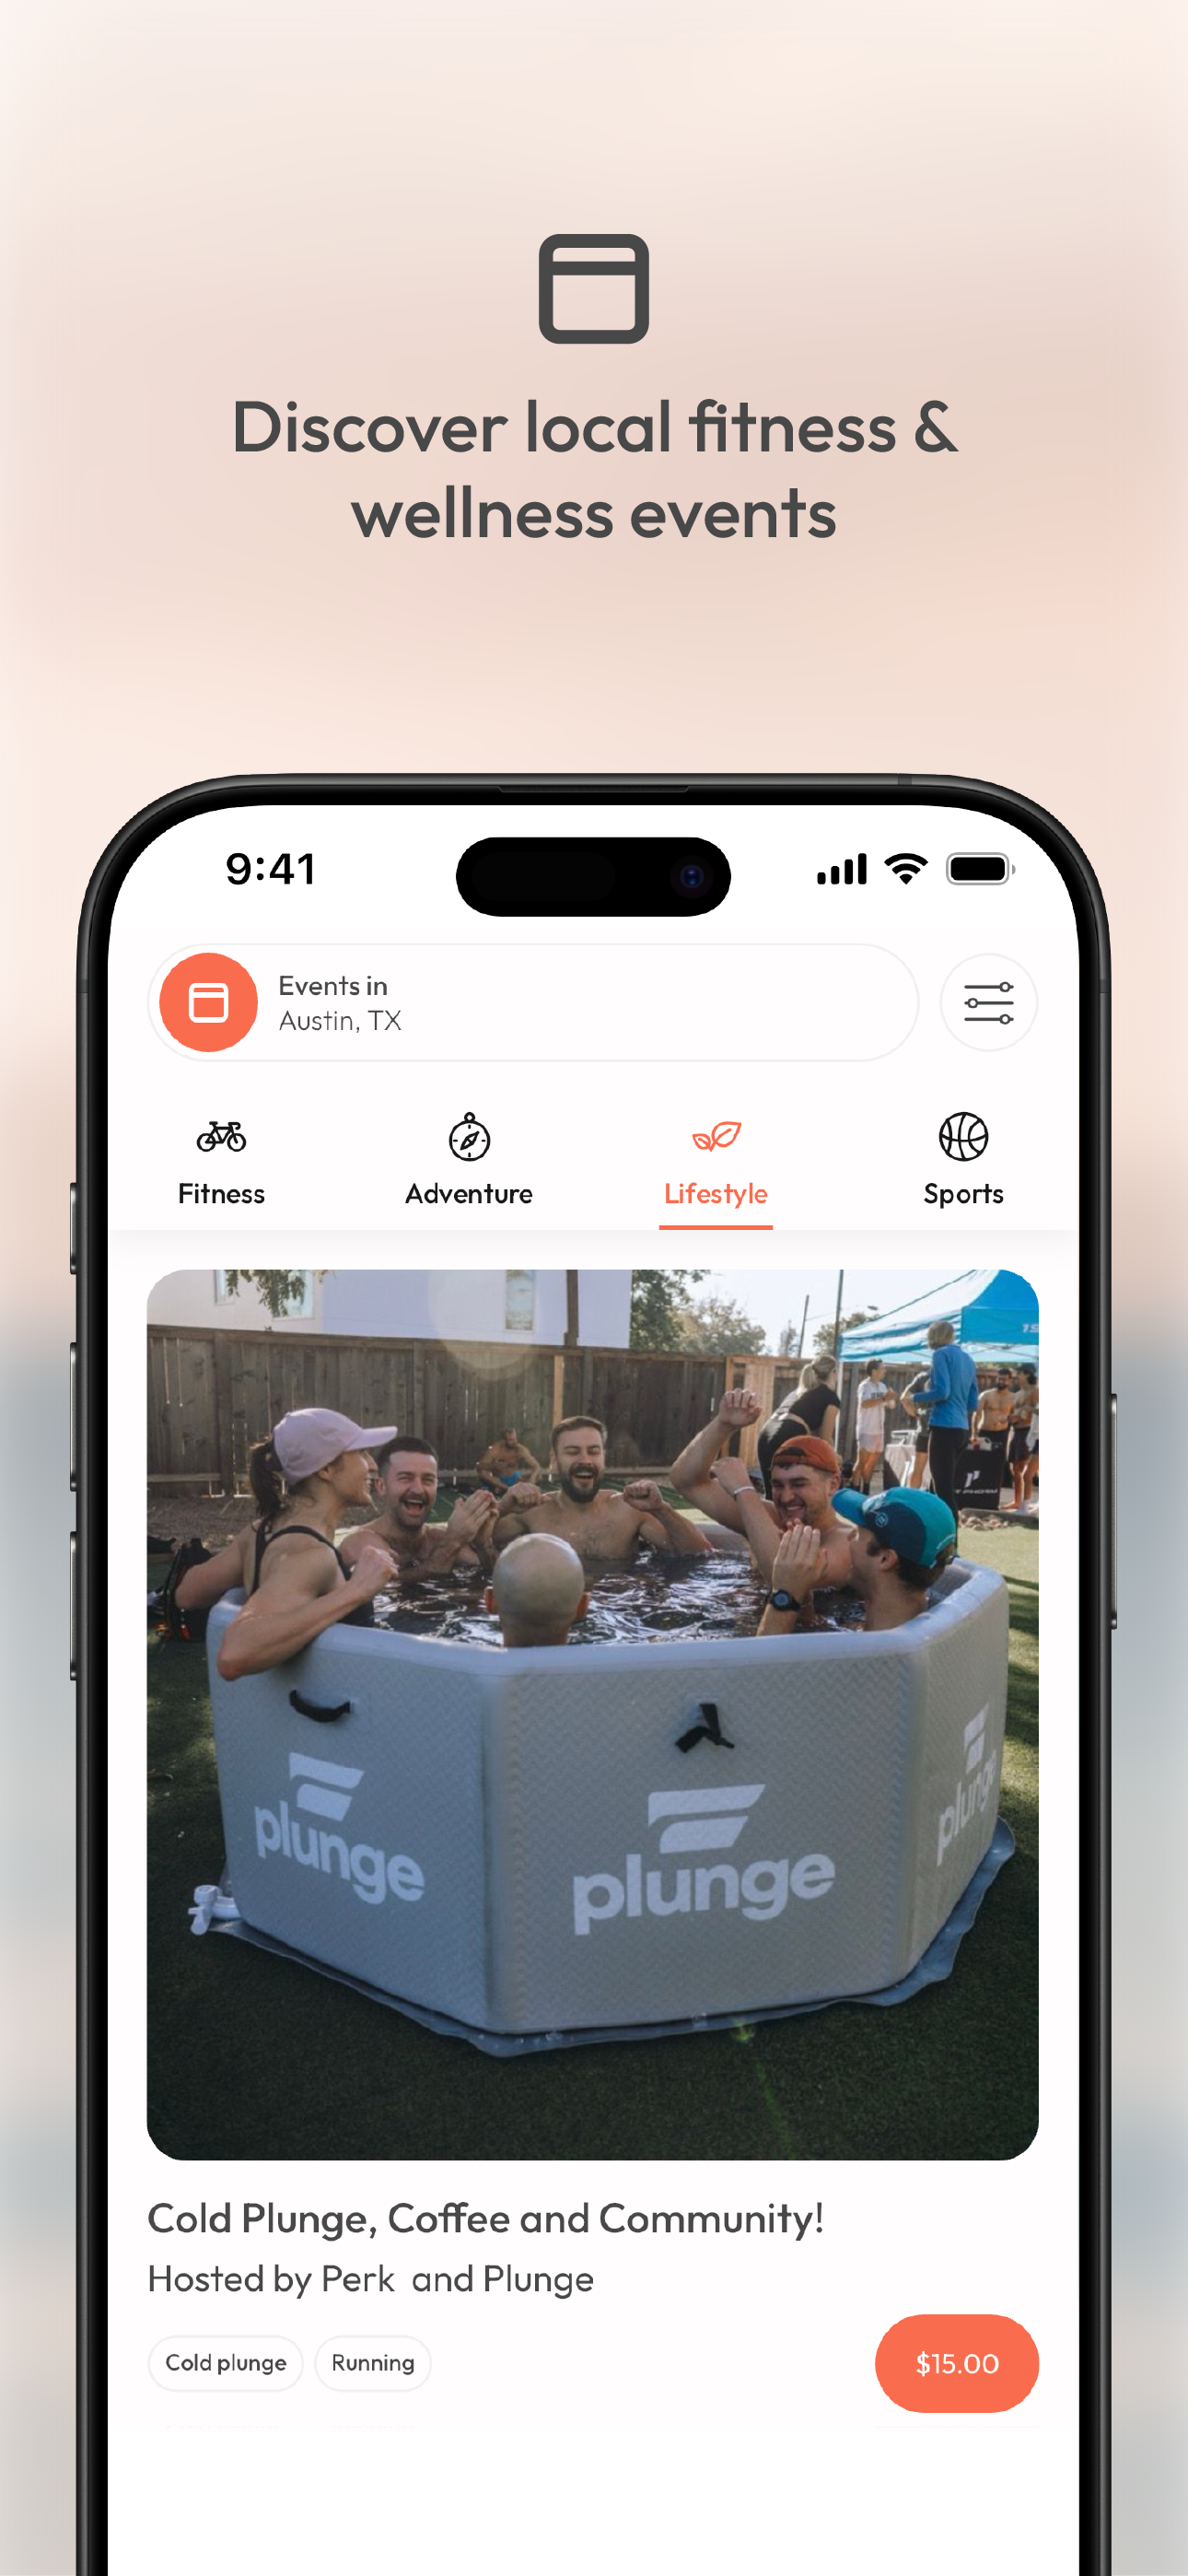 Discover local fitness &
wellness events
9:41
Events in
Austin, TX
Fitness
Adventure
Lifestyle
Sports
plunge
plunge
plunge
Cold Plunge, Coffee and Community!
Hosted by Perk  and Plunge
Cold plunge
Running
$15.00